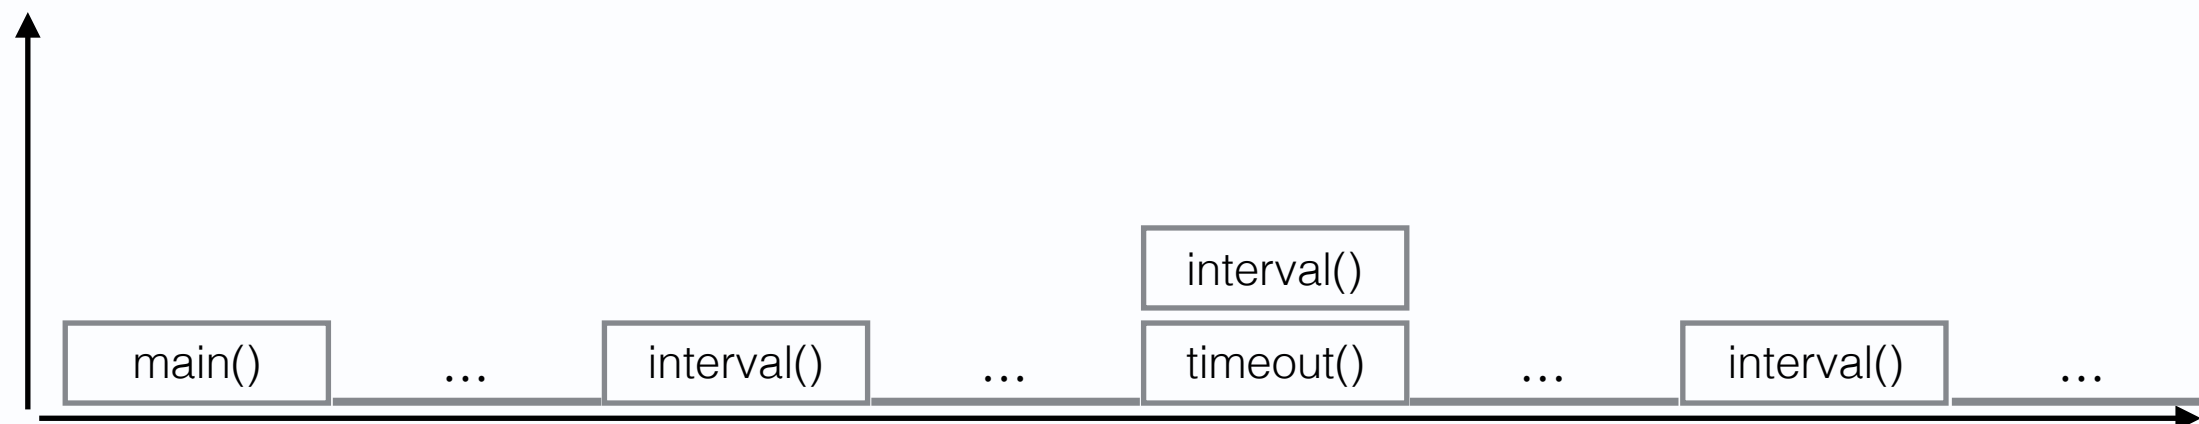 interval()
main() ... interval() ... timeout() ... interval() ...